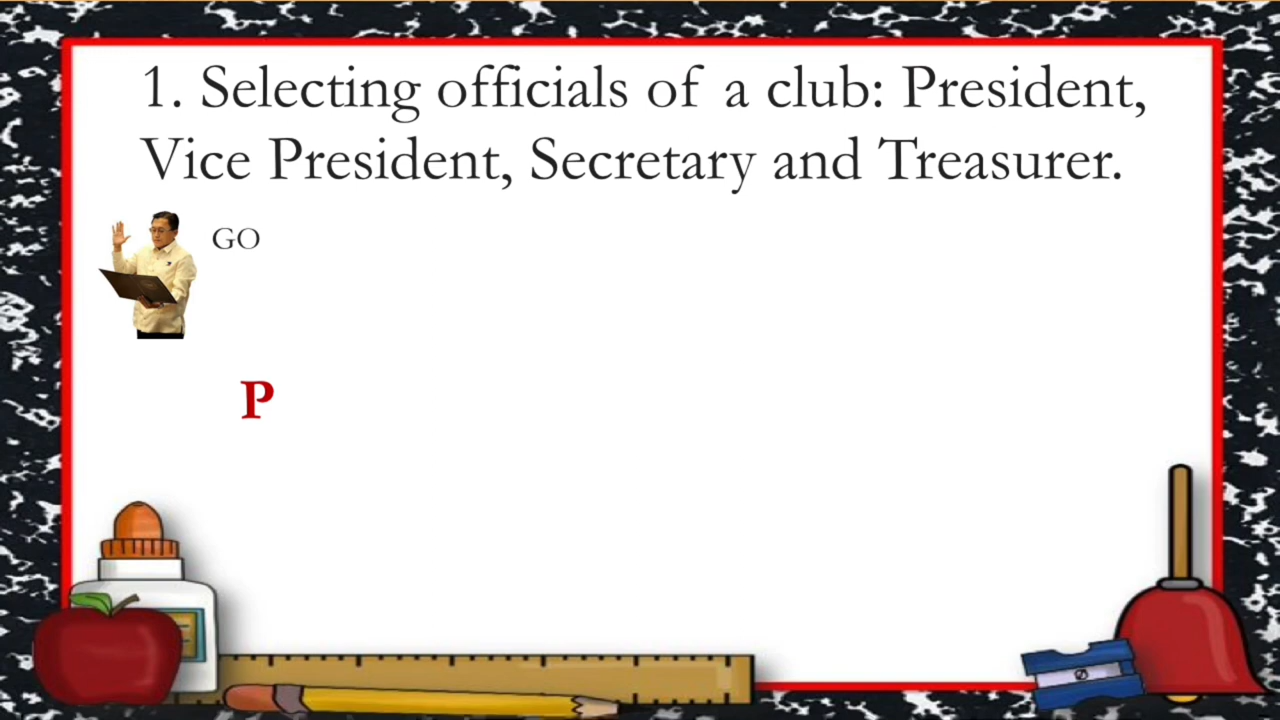 1. Selecting officials of a club: President,
Vice President, Secretary and Treasurer.
GO
P